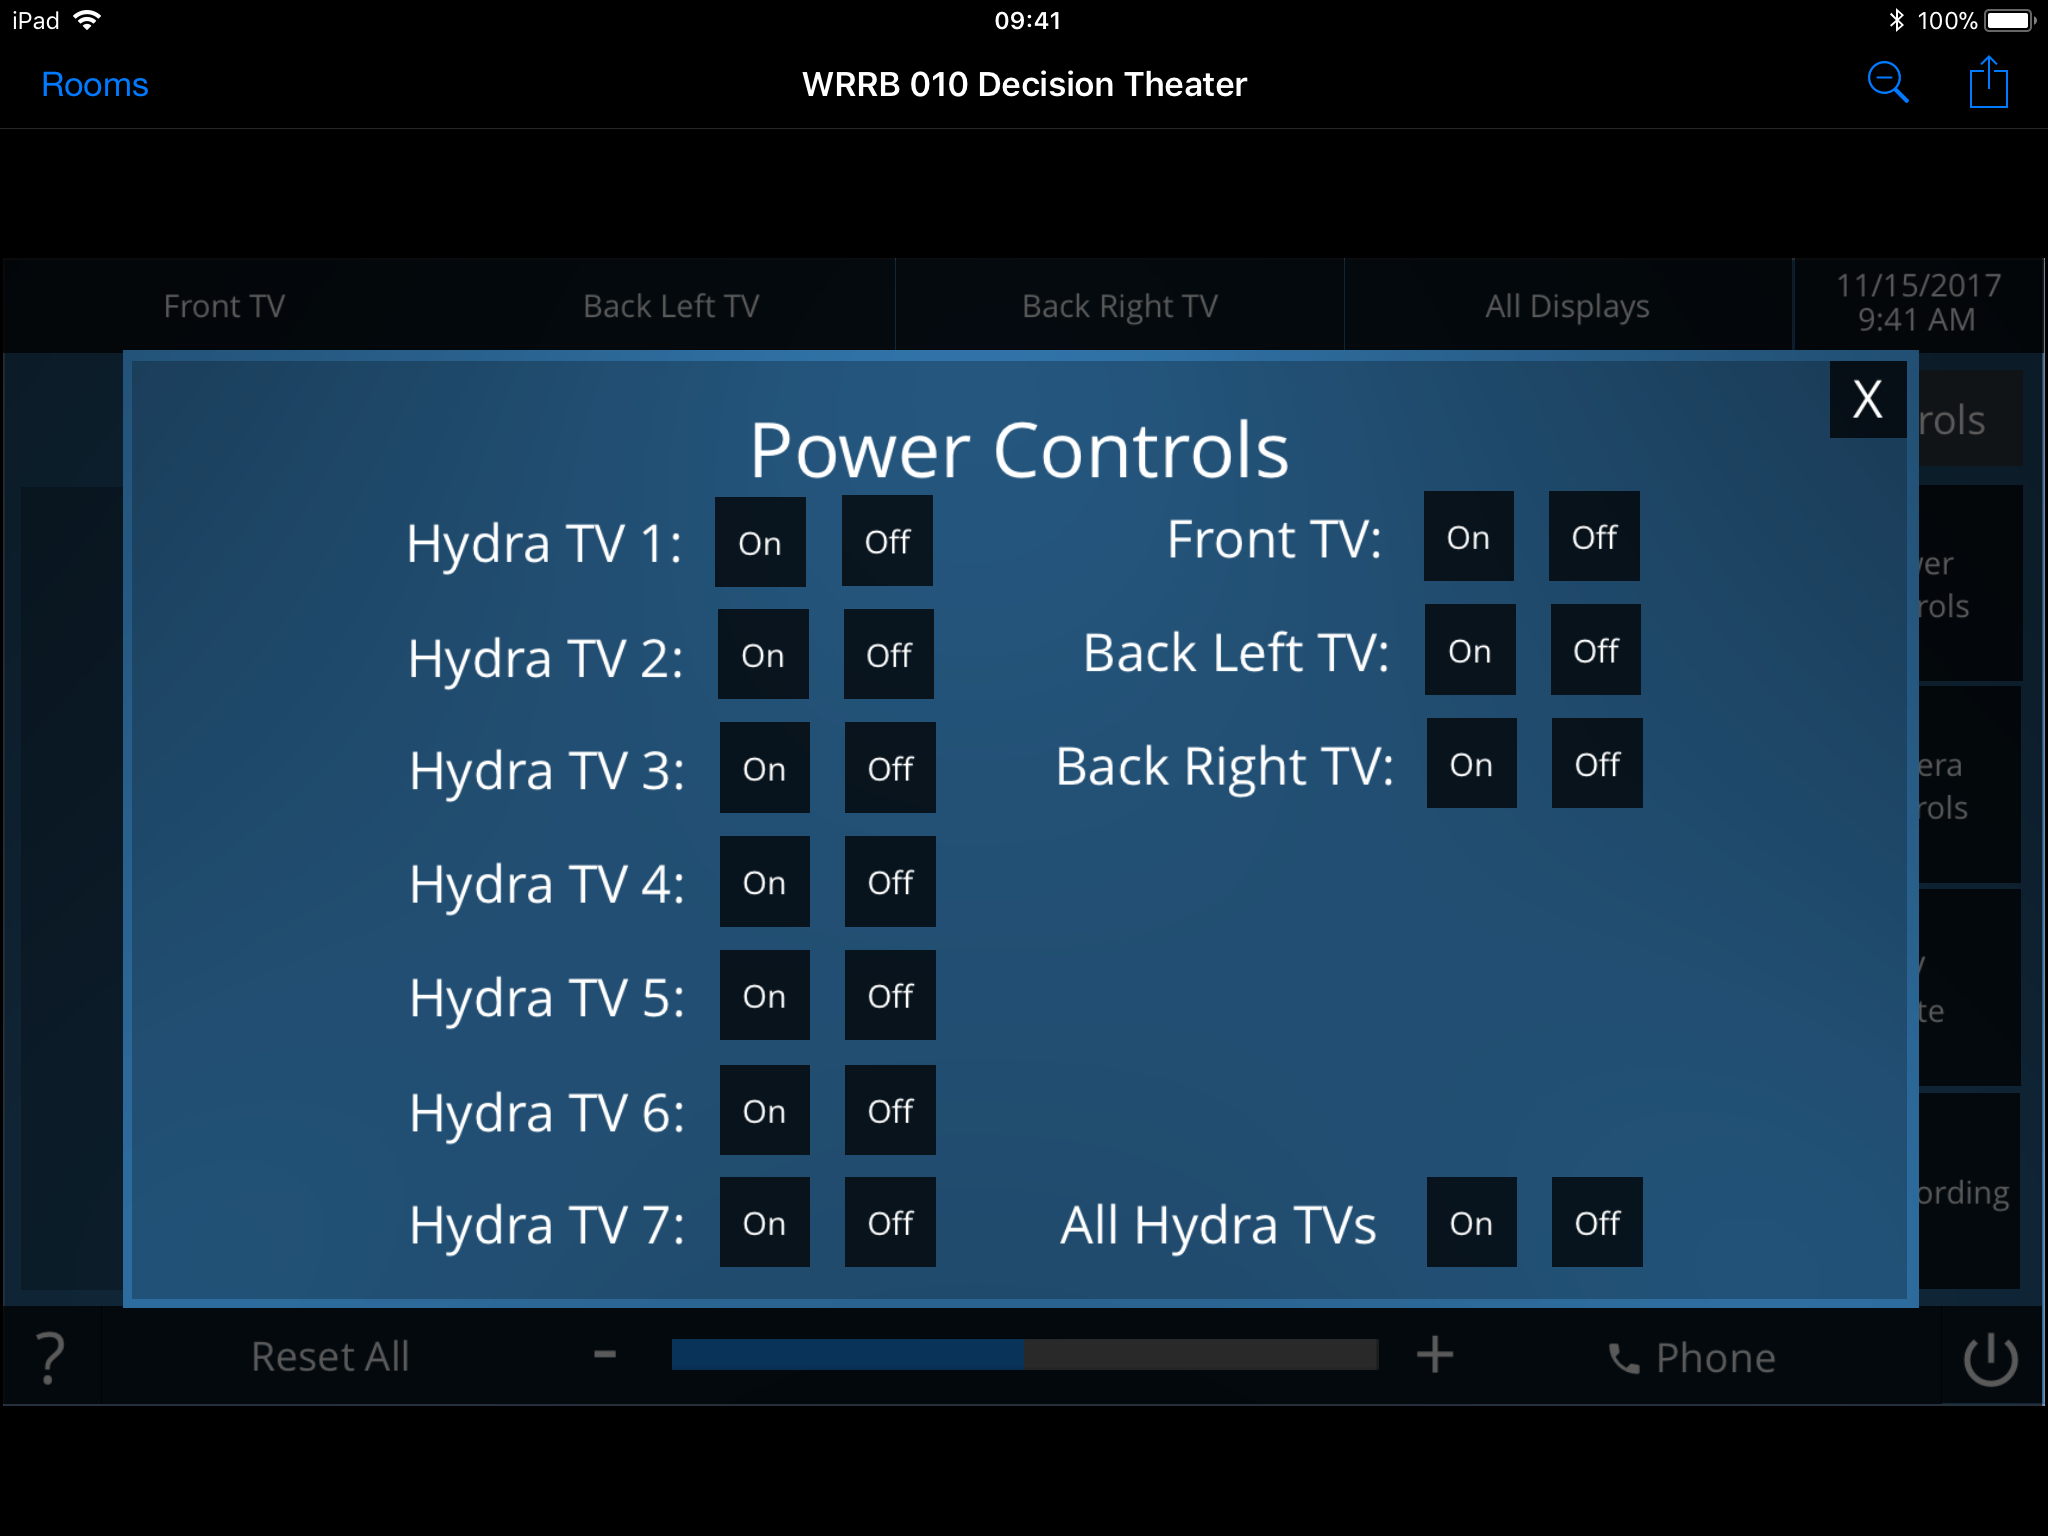 iPad 09:41 100%
Rooms WRRB 010 Decision Theater
Front TV Back Left TV Back Right TV All Displays 11/15/2017
9:41 AM
X
rols
Power Controls
Hydra TV 1: On Off Front TV: On Off
er
rols
Hydra TV 2: On Off Back Left TV: On Off
Hydra TV 3: On Off Back Right TV: On Off
era
rols
Hydra TV 4: On Off
Hydra TV 5: On Off
te
Hydra TV 6: On Off
ording
Hydra TV 7: On Off All Hydra TVs On Off
? Reset All - + Phone